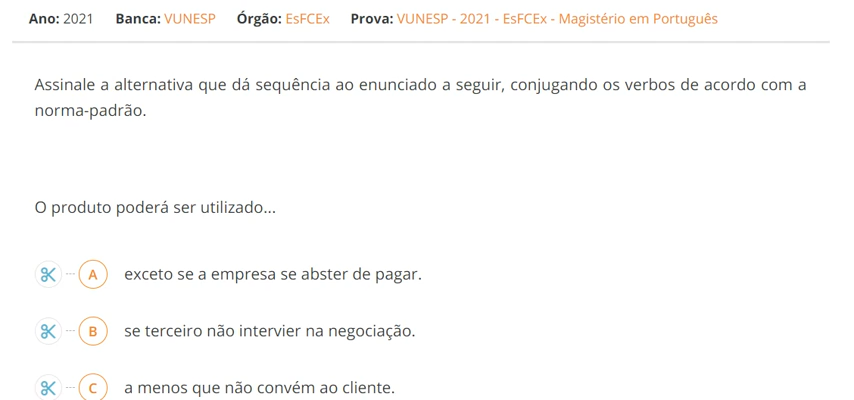 Ano: 2021 Banca: VUNESP Órgão: EsFCEx Prova: VUNESP - 2021 - EsFCEx - Magistério em Português
Assinale a alternativa que dá sequência ao enunciado a seguir, conjugando os verbos de acordo com a
norma-padrão.
O produto poderá ser utilizado...
A exceto se a empresa se abster de pagar.
B se terceiro não intervier na negociação.
C a menos que não convém ao cliente.